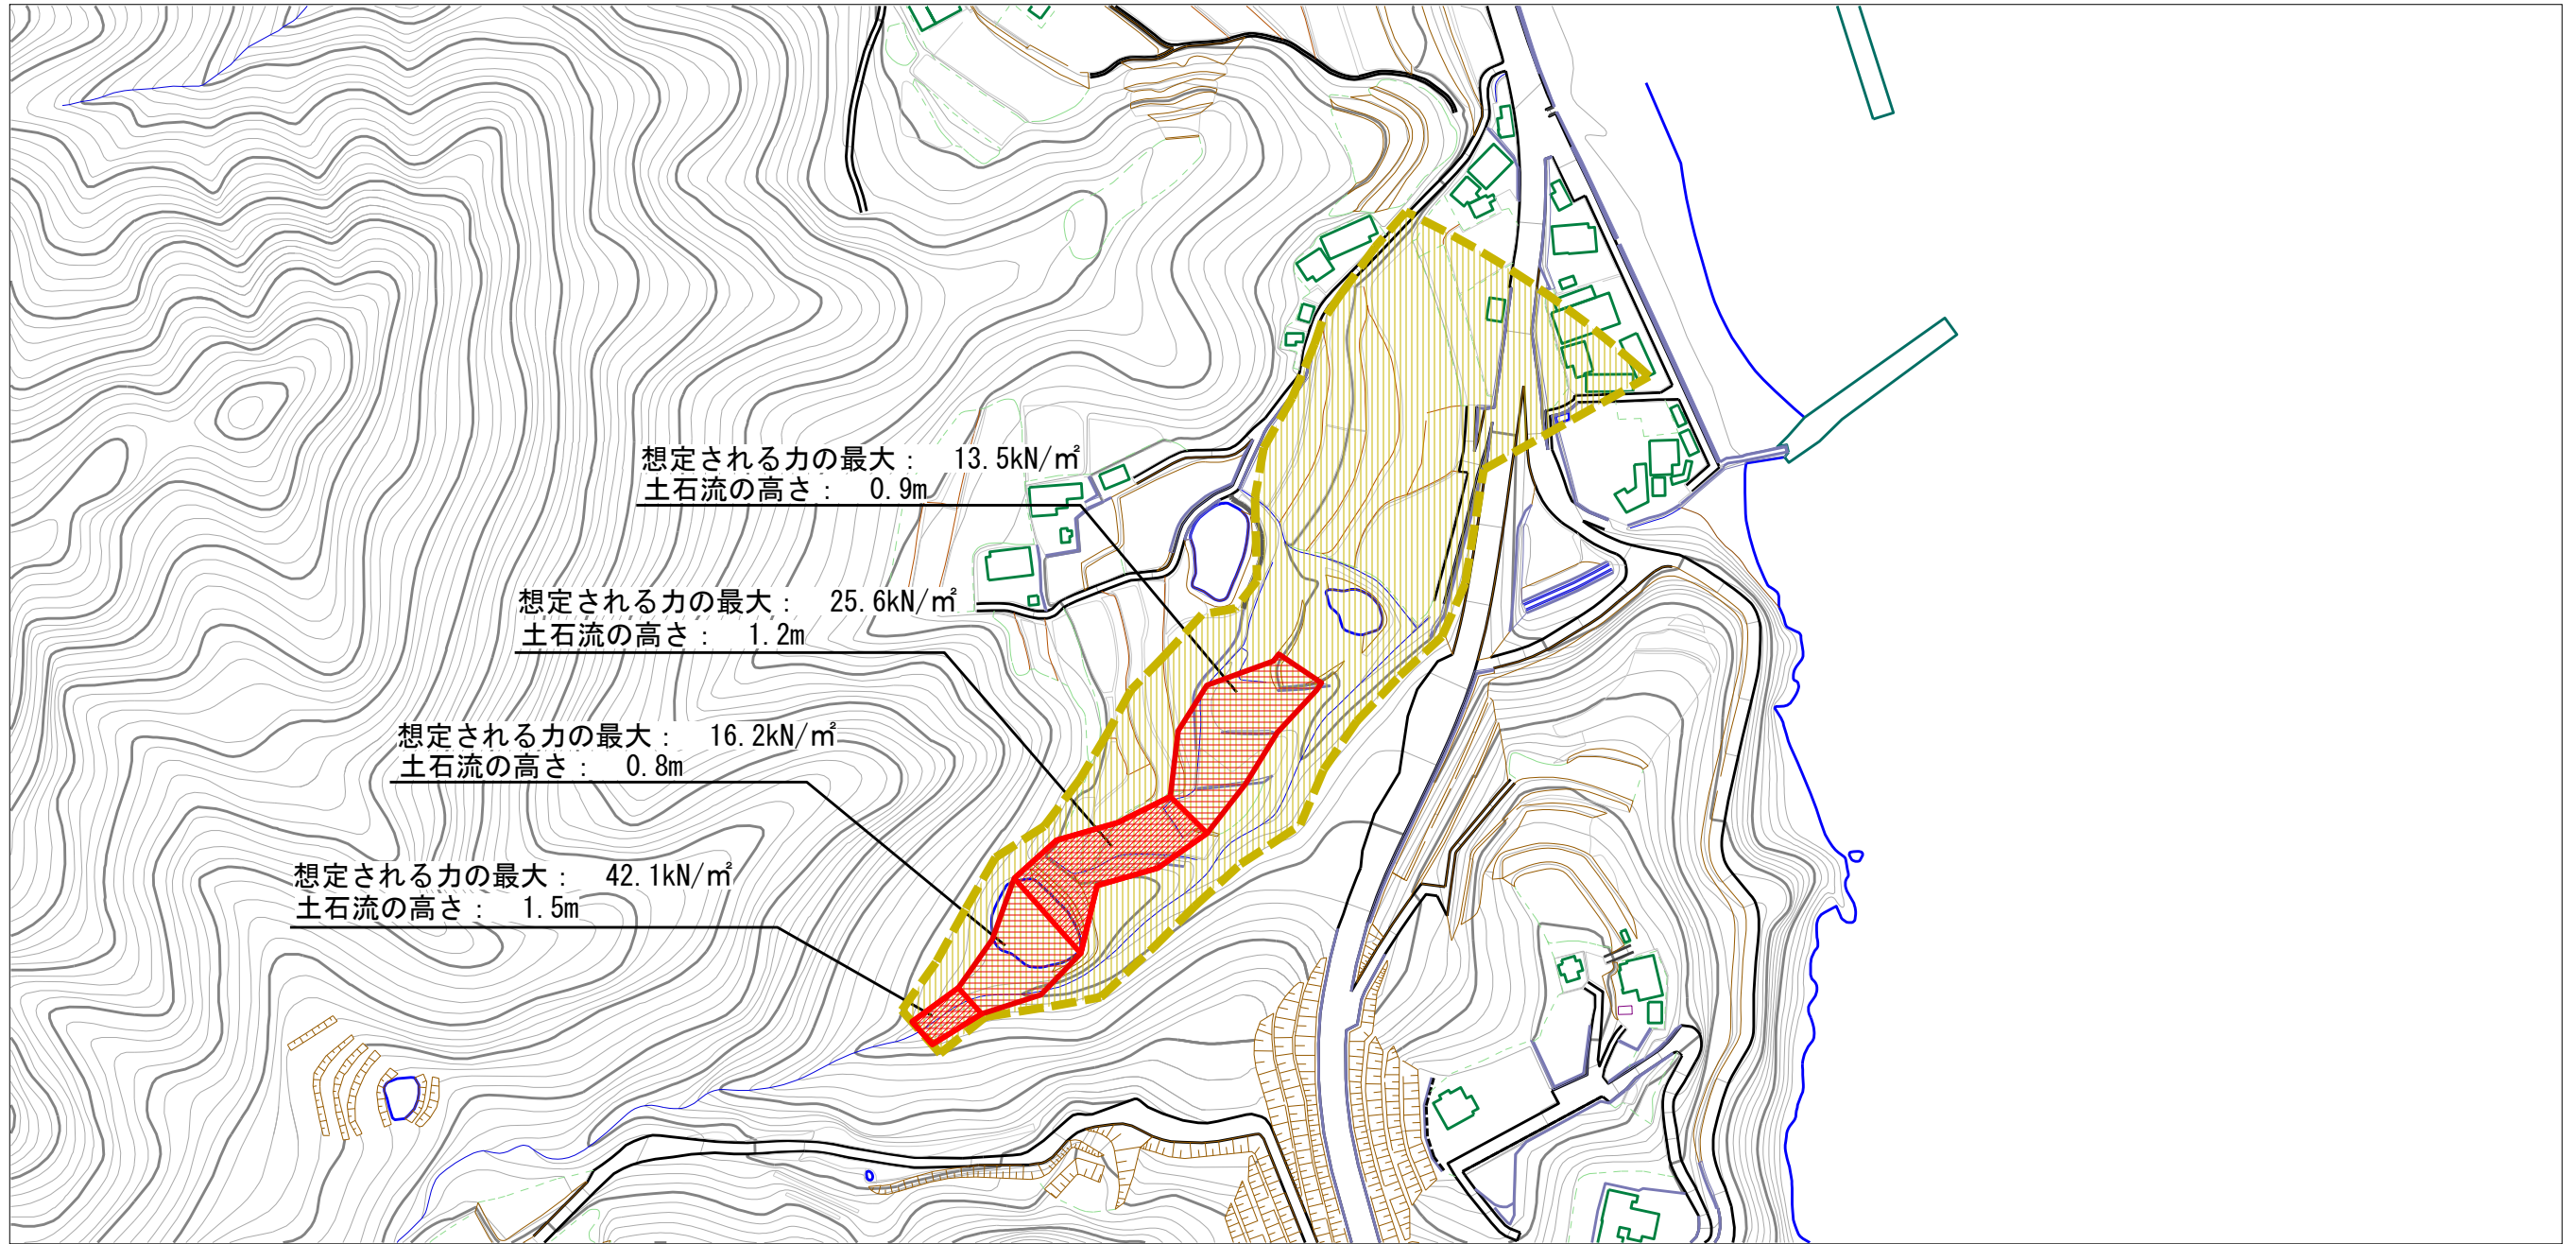 想定される力の最大： 13.5kN/㎡
土石流の高さ： 0.9m
想定される力の最大： 25.6kN/㎡
土石流の高さ： 1.2m
想定される力の最大： 16.2kN/㎡
土石流の高さ： 0.8m
想定される力の最大： 42.1kN/㎡
土石流の高さ： 1.5m